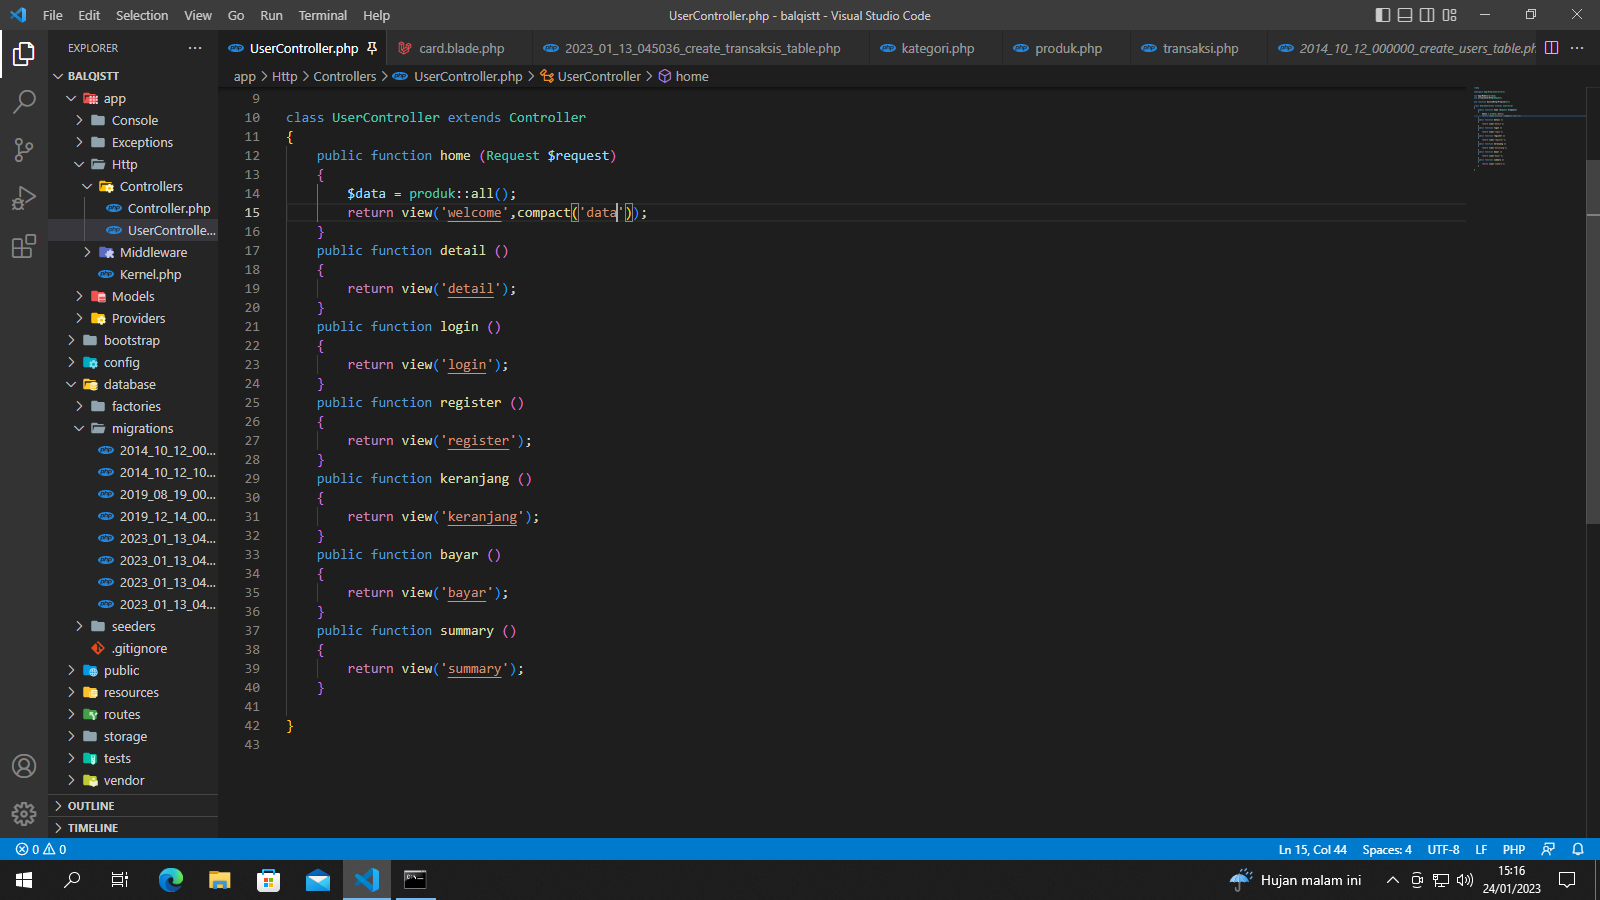 File Edit Selection View Go Run Terminal Help
UserController.php - balqistt - Visual Studio Code
EXPLORER
BALQISTT
app
Console
Exceptions
Http
Controllers
Controller.php
UserControlle...
Middleware
Kernel.php
Models
Providers
bootstrap
config
database
factories
migrations
2014_10_12_00...
2014_10_12_10...
2019_08_19_00...
2019_12_14_00...
2023_01_13_04...
2023_01_13_04...
2023_01_13_04...
2023_01_13_04...
seeders
.gitignore
public
resources
routes
storage
tests
vendor
OUTLINE
TIMELINE
UserController.php card.blade.php 2023_01_13_045036_create_transaksis_table.php kategori.php produk.php transaksi.php 2014_10_12_000000_create_users_table.ph
app > Http > Controllers > UserController.php > UserController > home
9
10 class UserController extends Controller
11 {
12 public function home (Request $request)
13 {
14 $data = produk::all();
15 return view('welcome',compact('data'));
16 }
17 public function detail ()
18 {
19 return view('detail');
20 }
21 public function login ()
22 {
23 return view('login');
24 }
25 public function register ()
26 {
27 return view('register');
28 }
29 public function keranjang ()
30 {
31 return view('keranjang');
32 }
33 public function bayar ()
34 {
35 return view('bayar');
36 }
37 public function summary ()
38 {
39 return view('summary');
40 }
41
42 }
43
0 0
Ln 15, Col 44 Spaces: 4 UTF-8 LF PHP
Hujan malam ini
15:16
24/01/2023